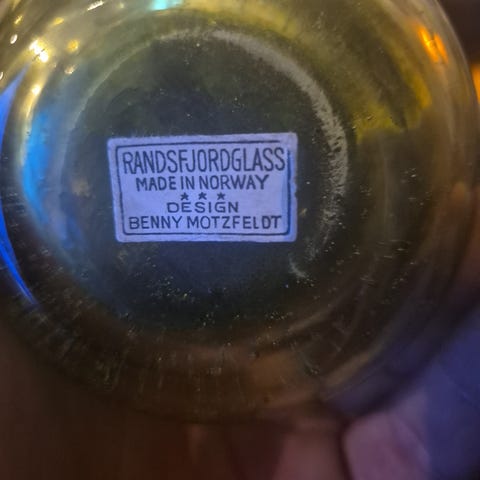 RANDSFJORDGLASS
MADE IN NORWAY
★ ★ ★
DESIGN
BENNY MOTZFELDT